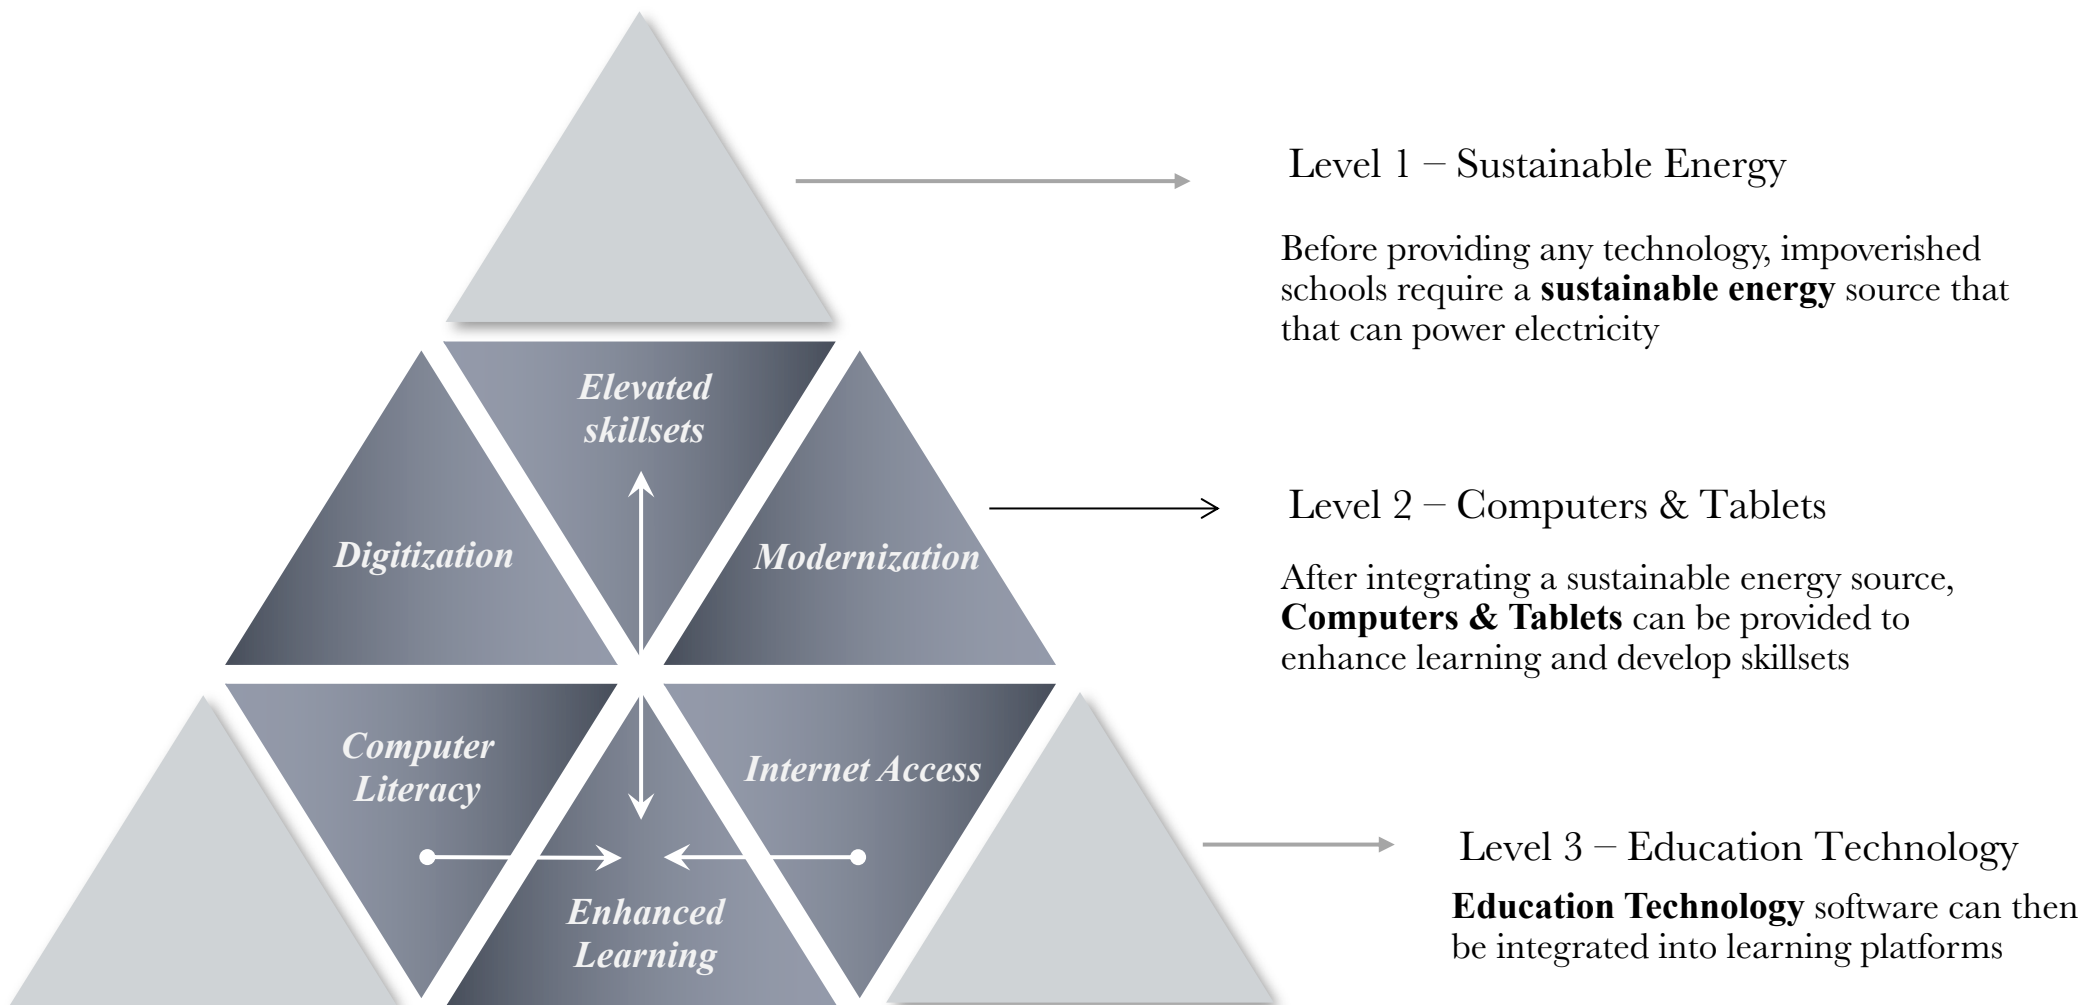 Level 1 – Sustainable Energy
Before providing any technology, impoverished
schools require a sustainable energy source that
that can power electricity
Elevated
skillsets
Digitization
Modernization
Level 2 – Computers & Tablets
After integrating a sustainable energy source,
Computers & Tablets can be provided to
enhance learning and develop skillsets
Computer
Literacy
Internet Access
Enhanced
Learning
Level 3 – Education Technology
Education Technology software can then
be integrated into learning platforms